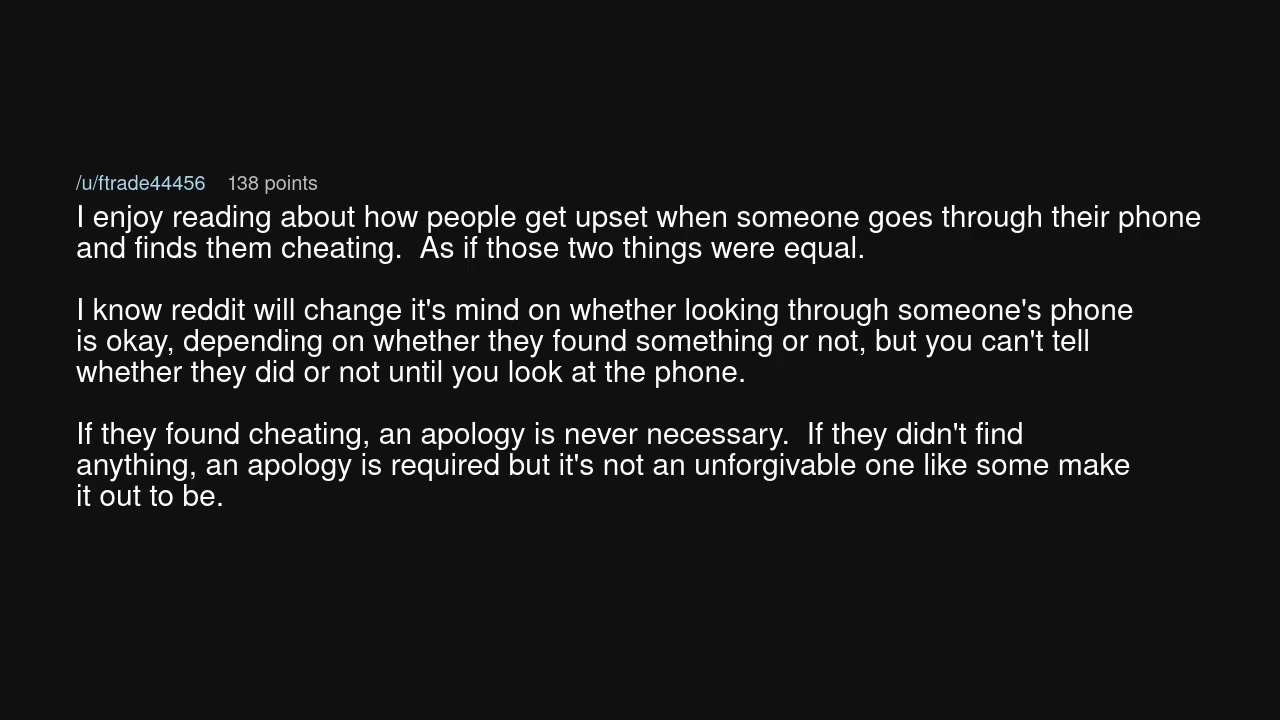 /u/ftrade44456 138 points
I enjoy reading about how people get upset when someone goes through their phone
and finds them cheating.  As if those two things were equal.
I know reddit will change it's mind on whether looking through someone's phone
is okay, depending on whether they found something or not, but you can't tell
whether they did or not until you look at the phone.
If they found cheating, an apology is never necessary.  If they didn't find
anything, an apology is required but it's not an unforgivable one like some make
it out to be.